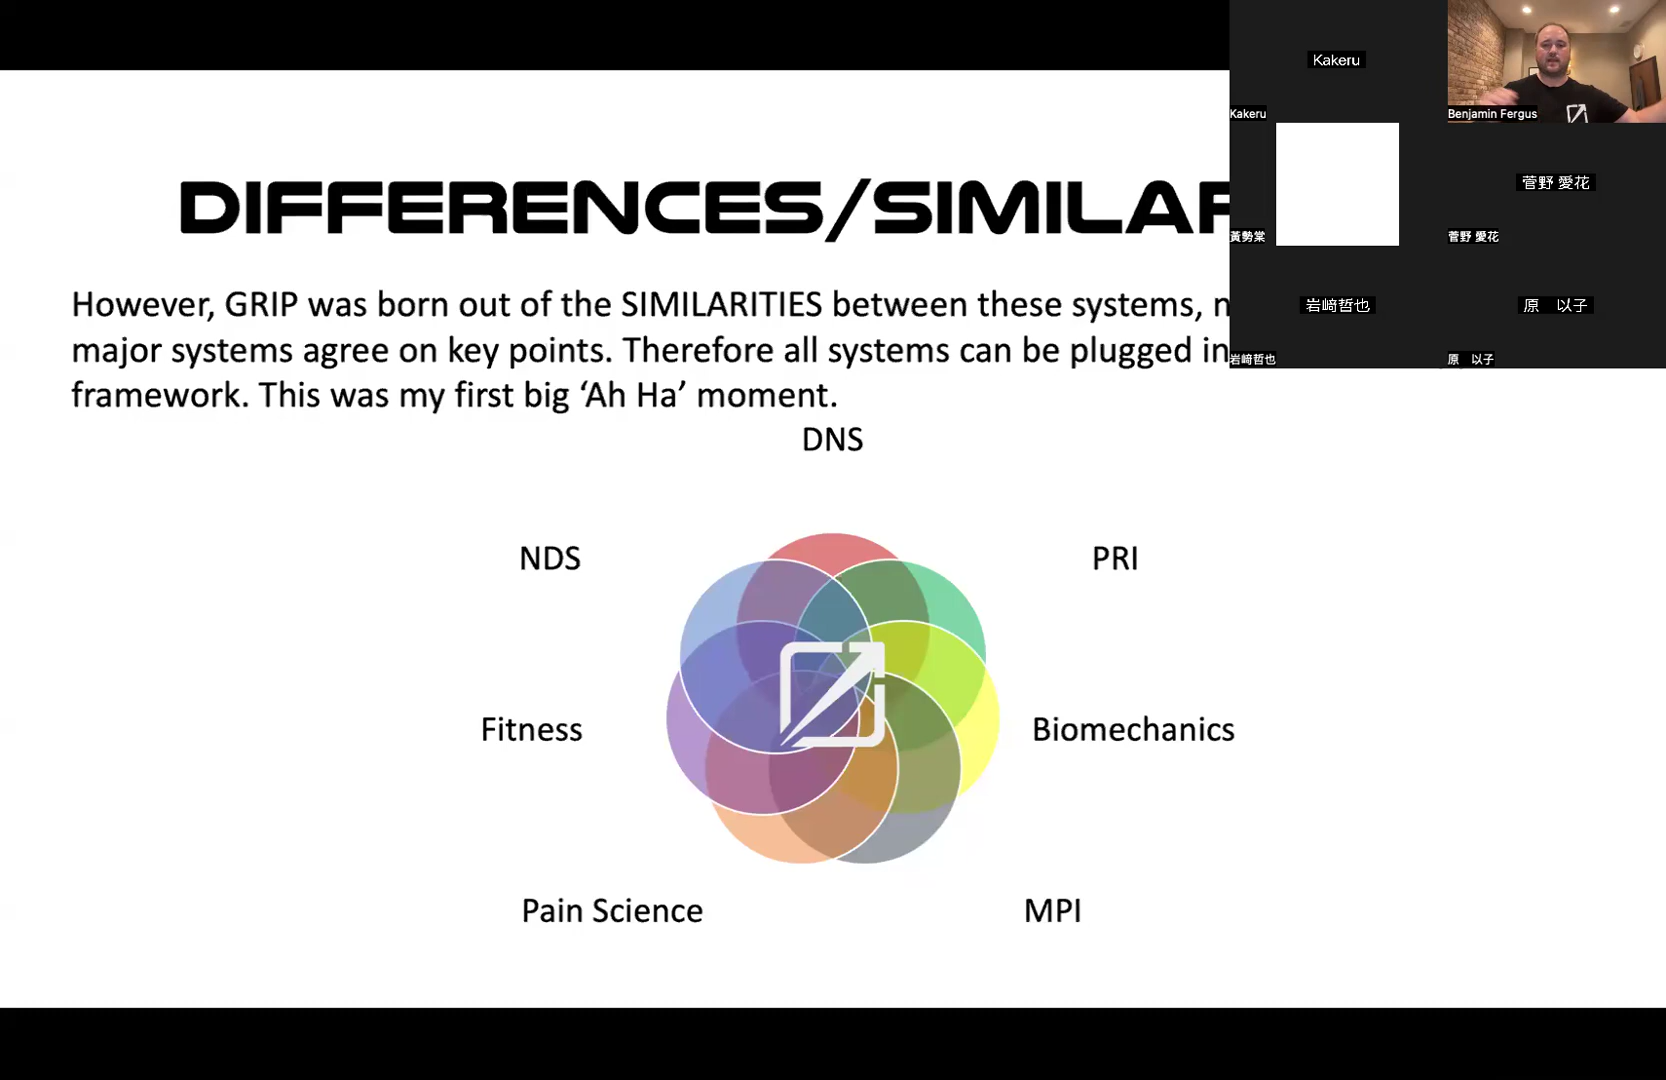 DIFFERENCES/SIMILAR
However, GRIP was born out of the SIMILARITIES between these systems,
major systems agree on key points. Therefore all systems can be plugged in
framework. This was my first big ‘Ah Ha’ moment.
DNS
NDS
PRI
Fitness
Biomechanics
Pain Science
MPI
Kakeru
Kakeru
Benjamin Fergus
菅野 愛花
黃勢棠
菅野 愛花
岩﨑哲也
原　以子
岩﨑哲也
原　以子